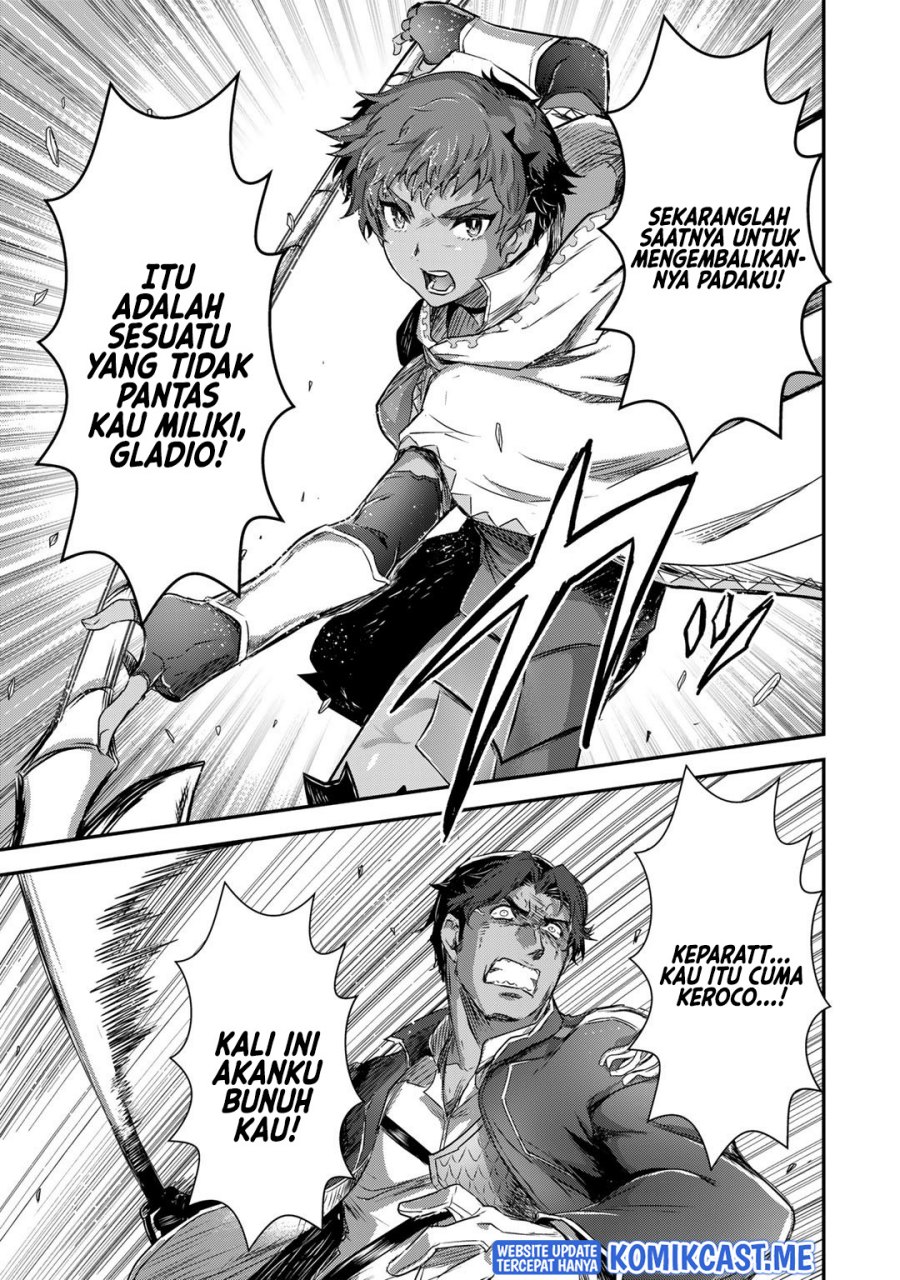 SEKARANGLAH
SAATNYA UNTUK
MENGEMBALIKAN-
NYA PADAKU!
ITU
ADALAH
SESUATU
YANG TIDAK
PANTAS
KAU MILIKI,
GLADIO!
KEPARATT...
KAU ITU CUMA
KEROCO...!
KALI INI
AKANKU
BUNUH
KAU!
WEBSITE UPDATE
TERCEPAT HANYA
KOMIKCAST.ME